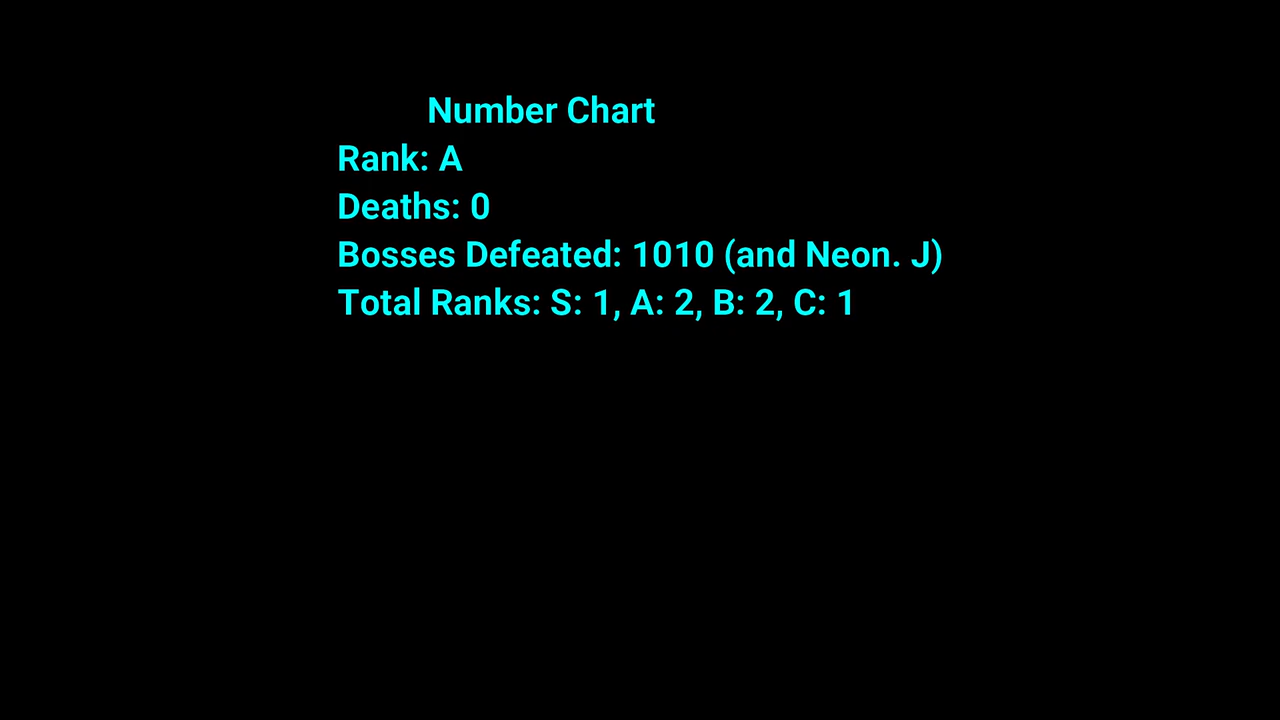 Number Chart
Rank: A
Deaths: 0
Bosses Defeated: 1010 (and Neon. J)
Total Ranks: S: 1, A: 2, B: 2, C: 1